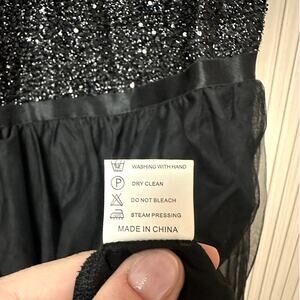 WASHING WITH HAND
P DRY CLEAN
DO NOT BLEACH
STEAM PRESSING
MADE IN CHINA